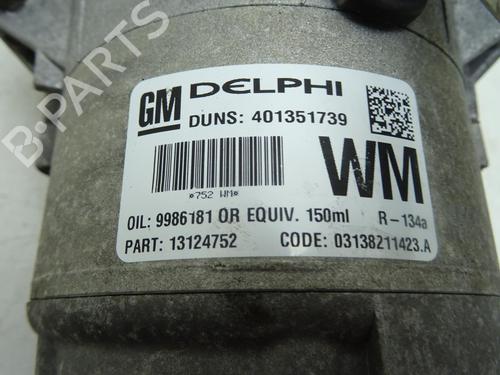 B-PARTS
GM DELPHI
DUNS: 401351739
WM
*752 WM*
OIL: 9986181 OR EQUIV. 150ml R-134a
PART: 13124752 CODE: 03138211423.A